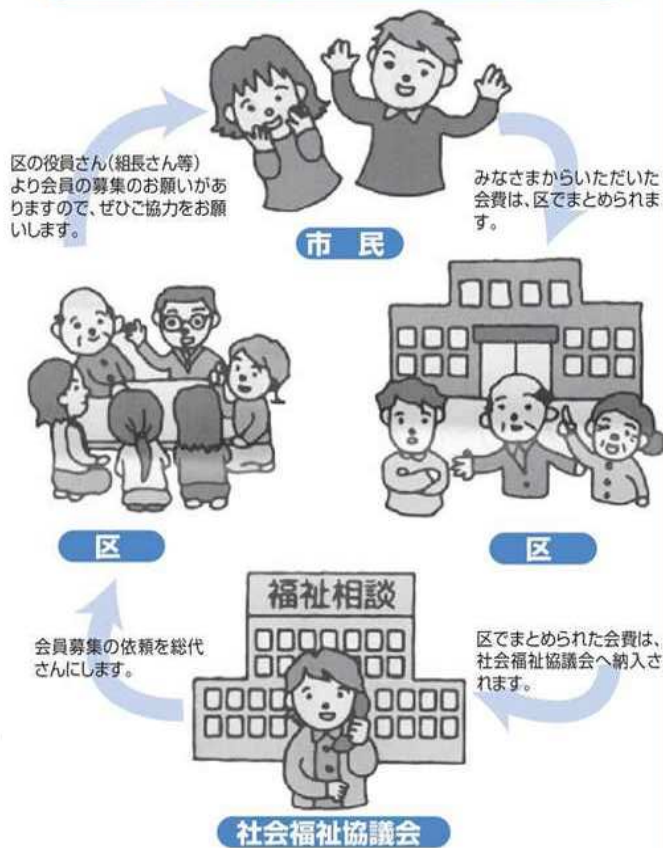 区の役員さん(組長さん等)
より会員の募集のお願いがあ
りますので、ぜひご協力をお願
いします。
みなさまからいただいた
会費は、区でまとめられま
す。
市 民
区
区
福祉相談
会員募集の依頼を総代
さんにします。
区でまとめられた会費は、
社会福祉協議会へ納入さ
れます。
社会福祉協議会